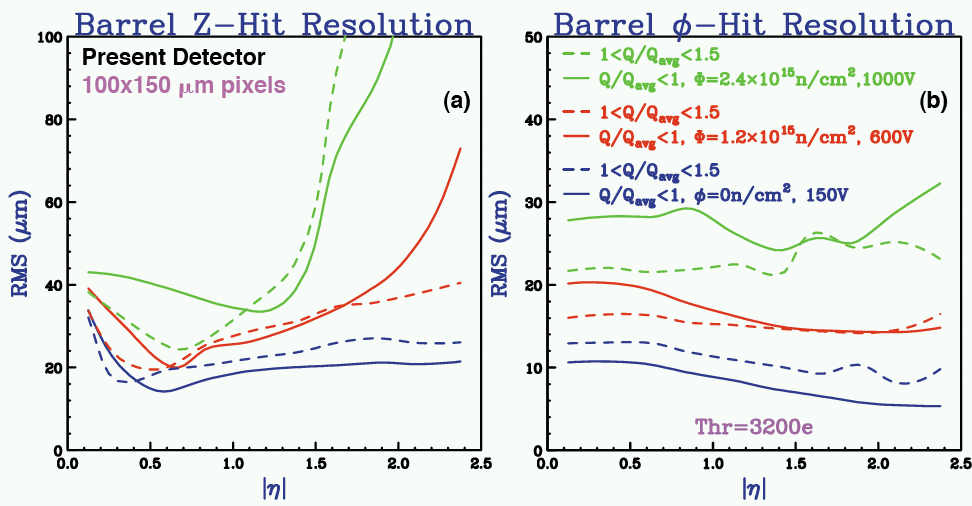 Barrel Z-Hit Resolution
100
80
60
40
20
0
RMS (μm)
Present Detector
100x150 μm pixels
(a)
0.0 0.5 1.0 1.5 2.0 2.5
|η|
Barrel ϕ-Hit Resolution
50
40
30
20
10
0
RMS (μm)
1<Q/Qavg<1.5
Q/Qavg<1, Φ=2.4×10¹⁵n/cm²,1000V
(b)
1<Q/Qavg<1.5
Q/Qavg<1, Φ=1.2×10¹⁵n/cm², 600V
1<Q/Qavg<1.5
Q/Qavg<1, ϕ=0n/cm², 150V
Thr=3200e
0.0 0.5 1.0 1.5 2.0 2.5
|η|